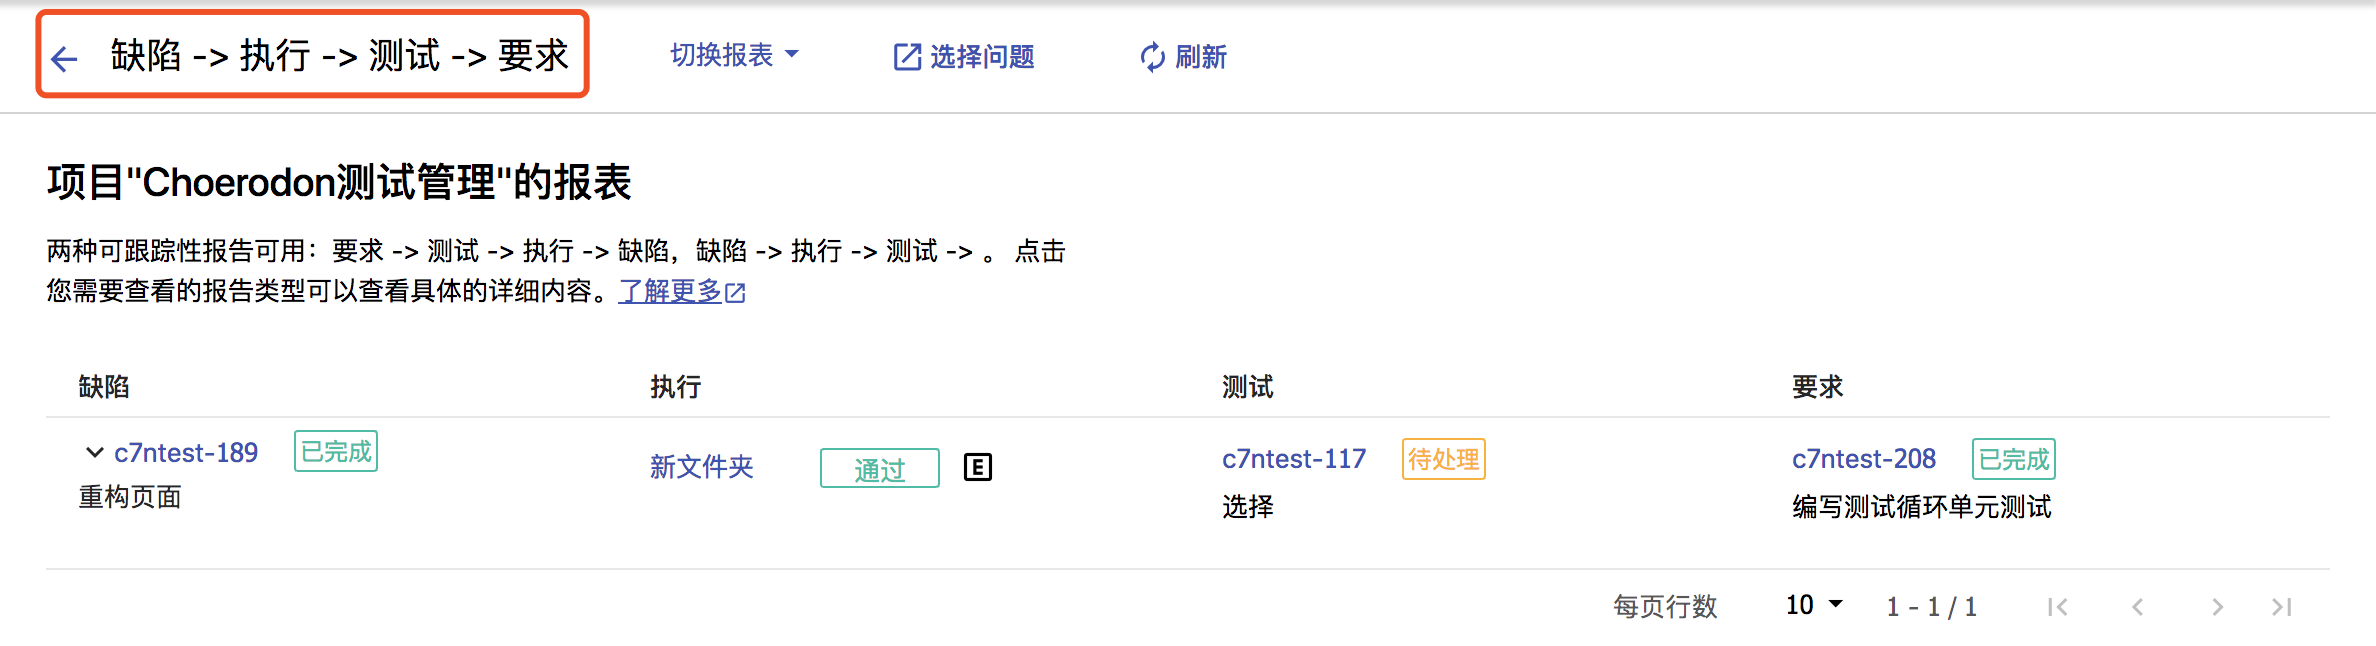 缺陷 -> 执行 -> 测试 -> 要求 切换报表 选择问题 刷新
项目"Choerodon测试管理"的报表
两种可跟踪性报告可用：要求 -> 测试 -> 执行 -> 缺陷，缺陷 -> 执行 -> 测试 -> 。 点击
您需要查看的报告类型可以查看具体的详细内容。了解更多
缺陷 执行 测试 要求
c7ntest-189 已完成 新文件夹 通过 E c7ntest-117 待处理 c7ntest-208 已完成
重构页面 选择 编写测试循环单元测试
每页行数 10 1 - 1 / 1